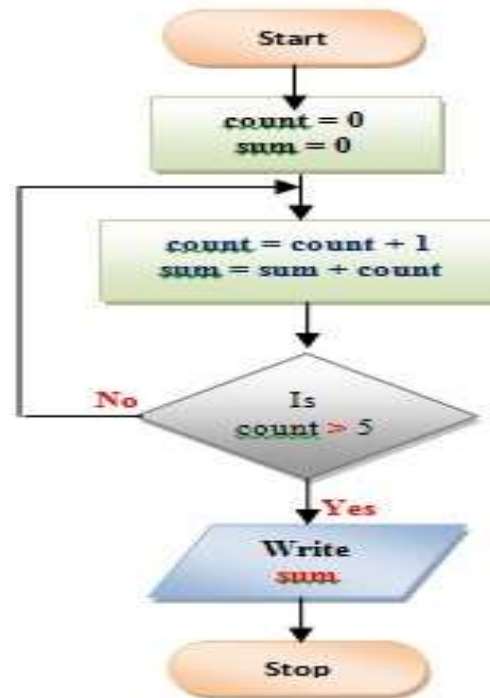 Start
count = 0
sum = 0
count = count + 1
sum = sum + count
No
Is
count > 5
Yes
Write
sum
Stop